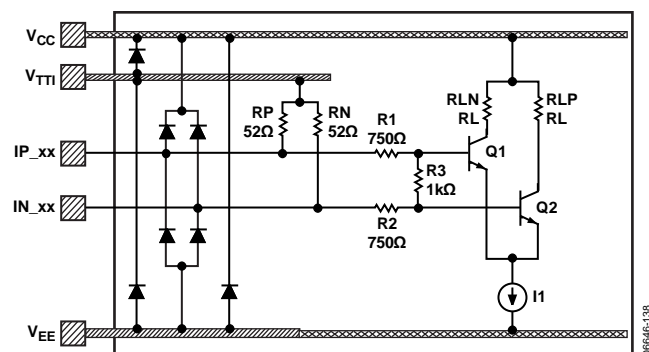 VCC
VTTI
RLN
RL
RLP
RL
RP
52Ω
RN
52Ω
R1
750Ω
IP_xx
Q1
R3
1kΩ
IN_xx
Q2
R2
750Ω
I1
VEE
06646-138